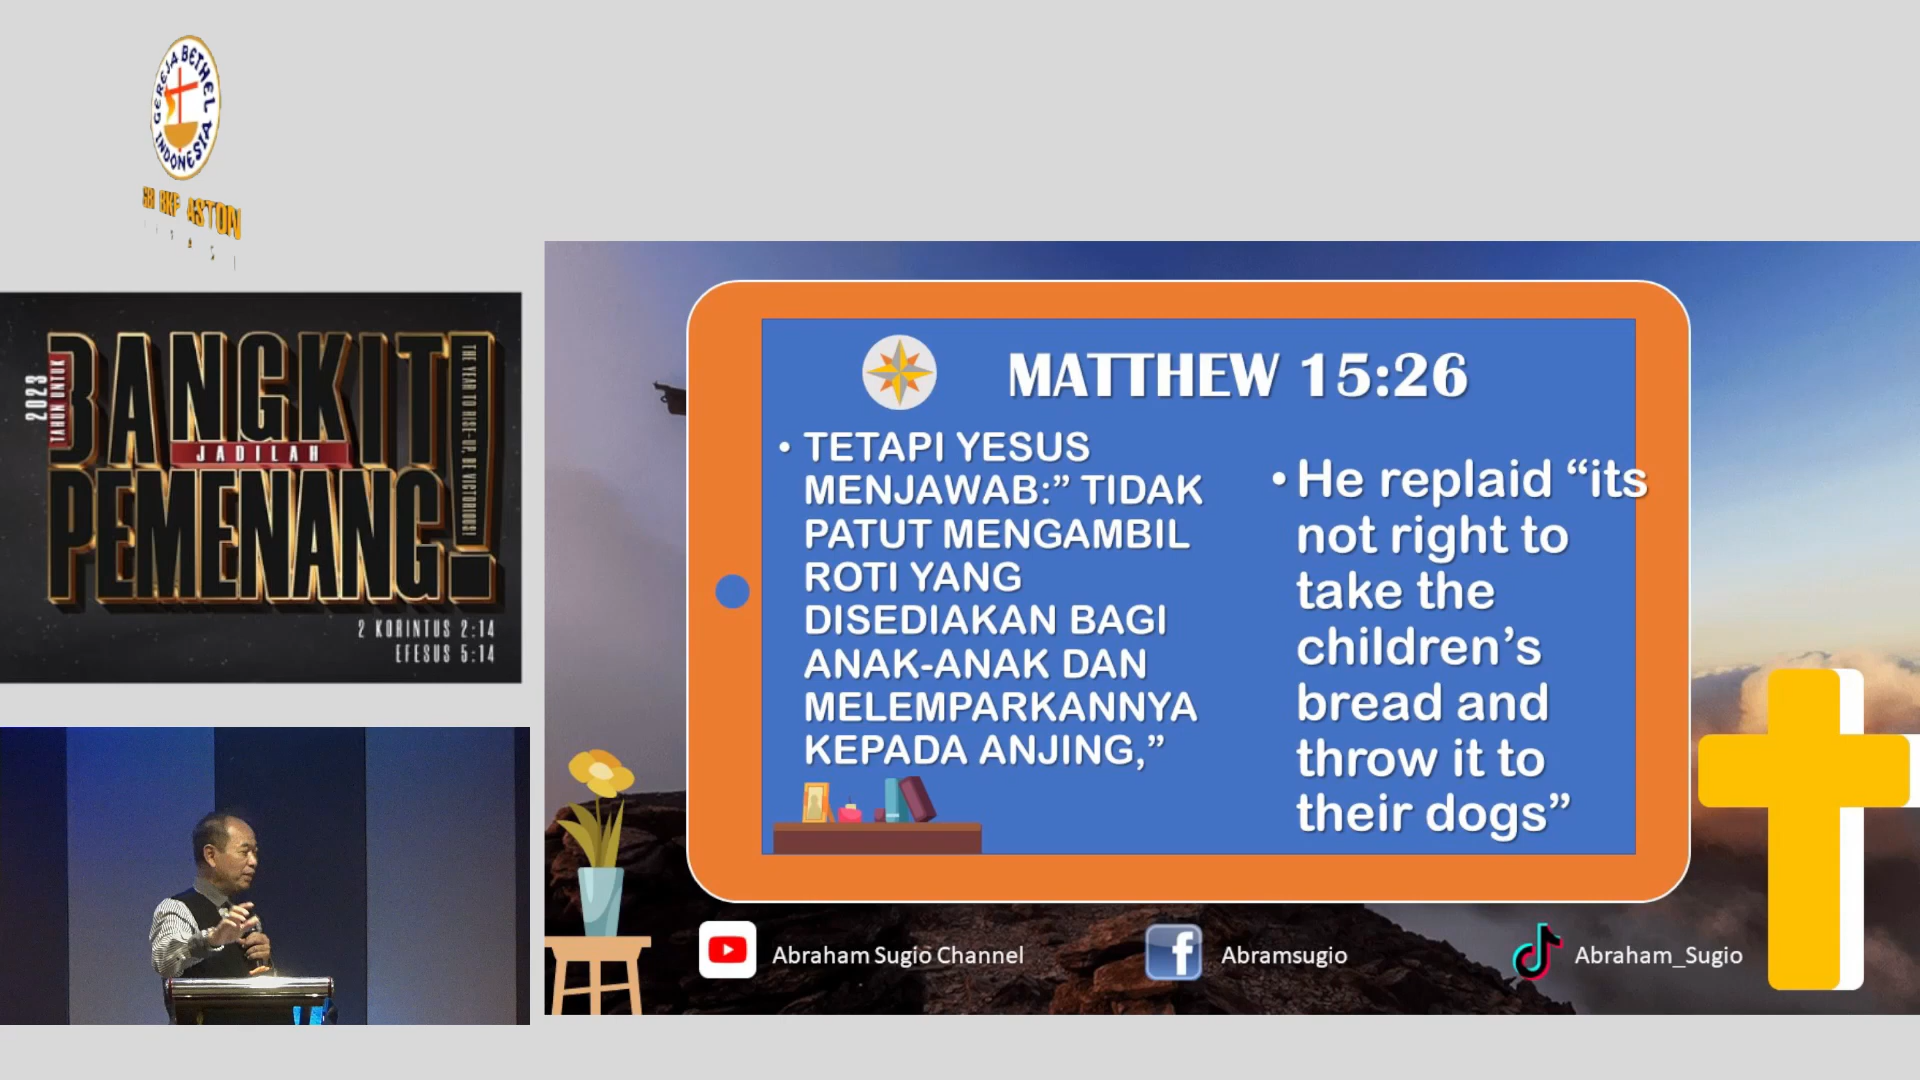 GEREJA BETHEL INDONESIA
GBI BKP ASTON
2023
TAHUN UNTUK
BANGKIT!
JADILAH
PEMENANG!
THE YEAR TO RISE-UP, BE VICTORIOUS!
2 KORINTUS 2:14
EFESUS 5:14
MATTHEW 15:26
• TETAPI YESUS
MENJAWAB:” TIDAK
PATUT MENGAMBIL
ROTI YANG
DISEDIAKAN BAGI
ANAK-ANAK DAN
MELEMPARKANNYA
KEPADA ANJING,”
• He replaid “its
not right to
take the
children’s
bread and
throw it to
their dogs”
Abraham Sugio Channel
Abramsugio
Abraham_Sugio